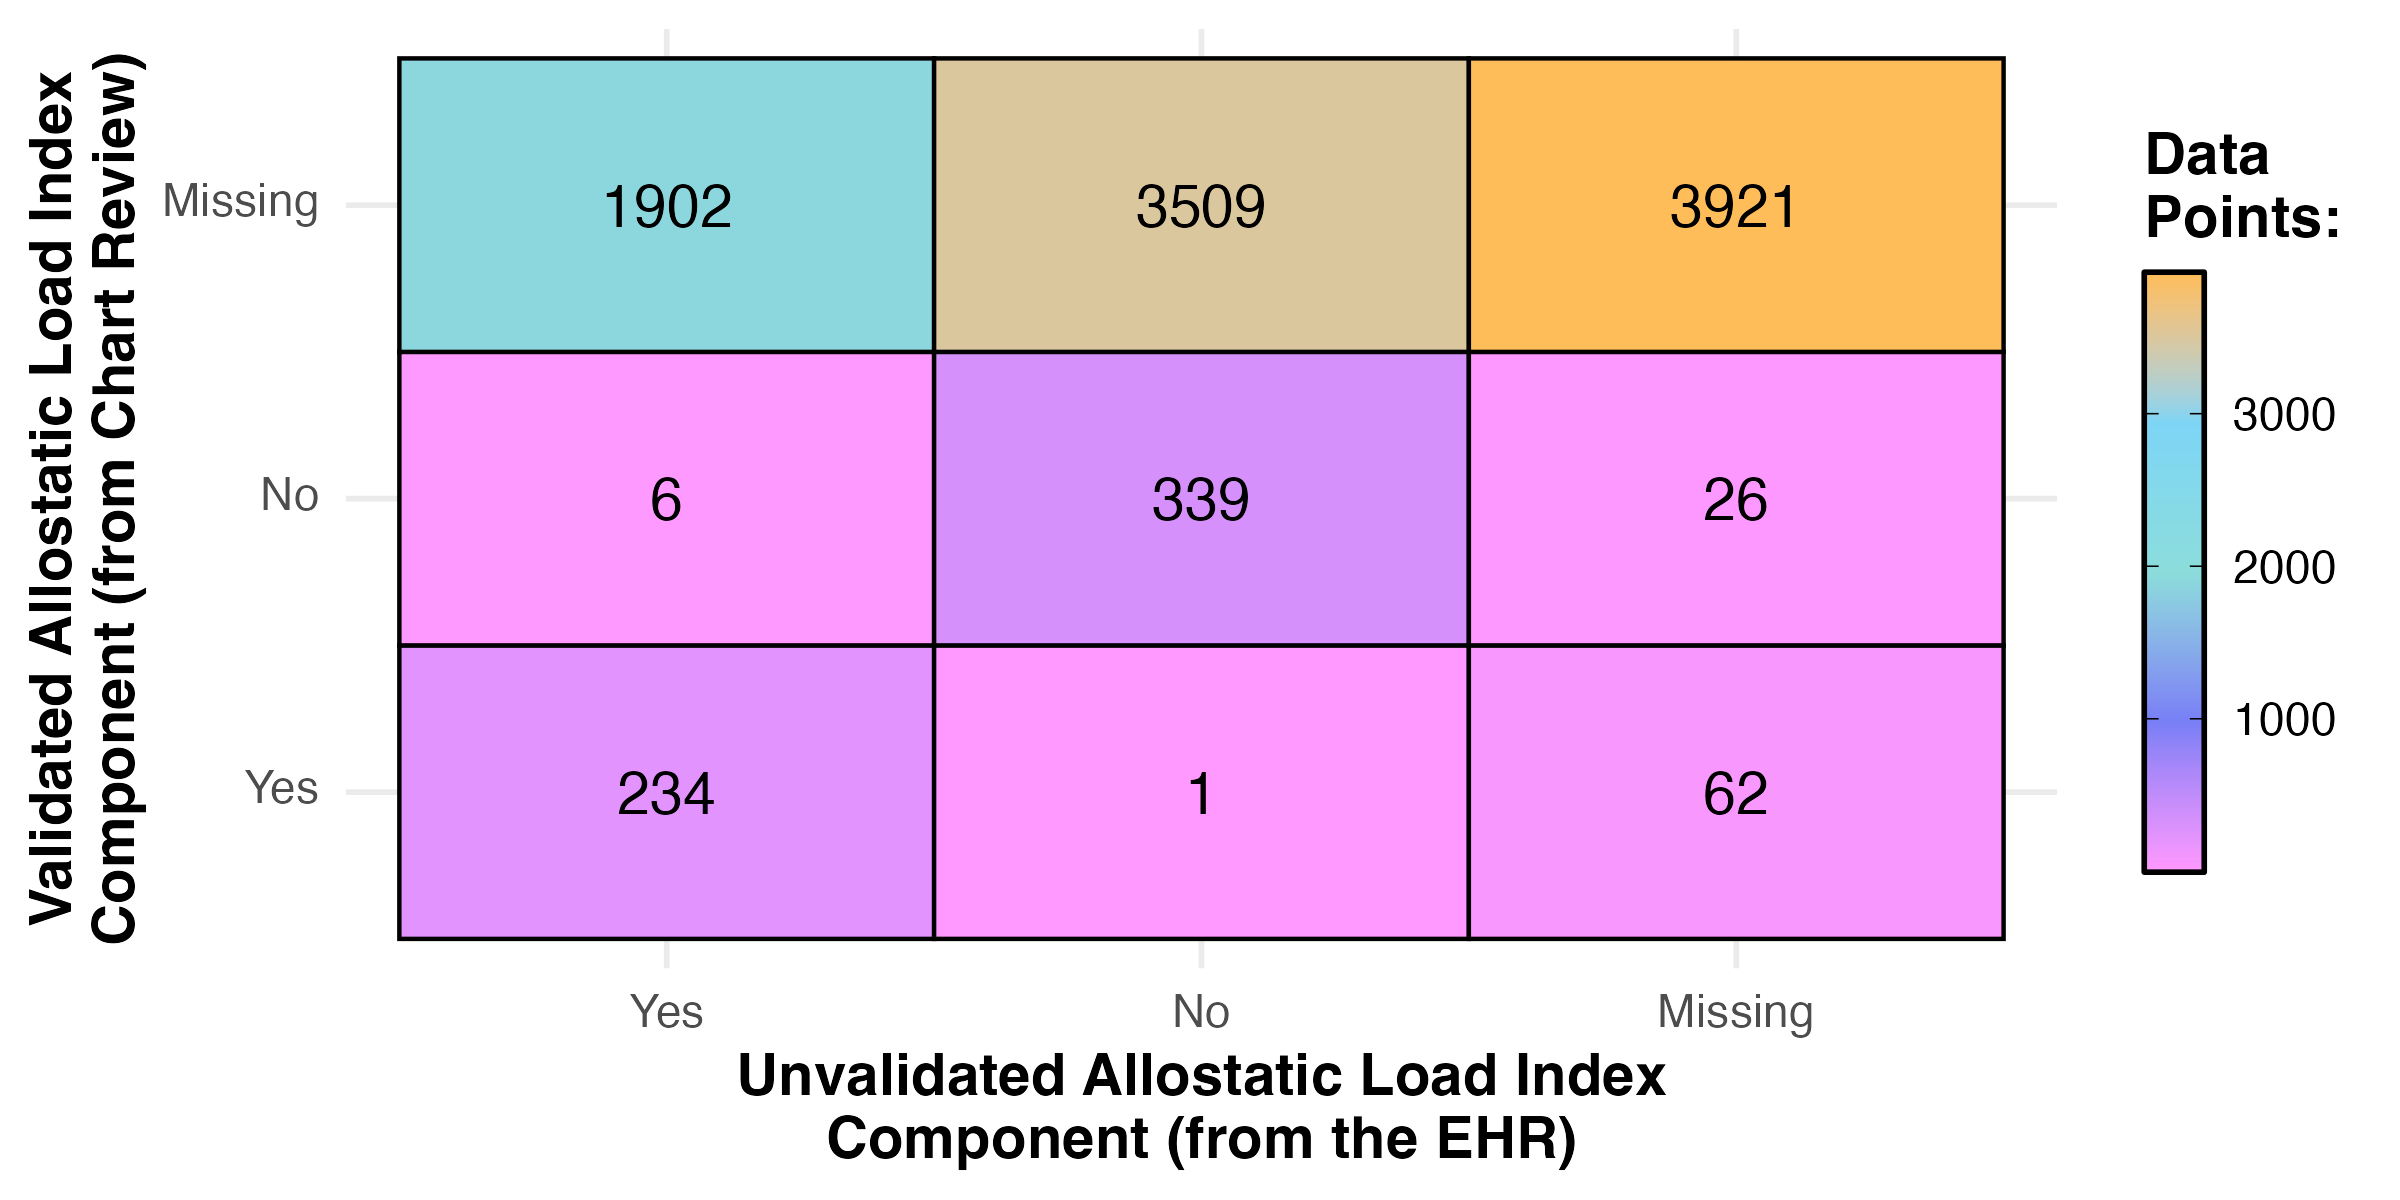 Validated Allostatic Load Index
Component (from Chart Review)
Missing
No
Yes
1902
3509
3921
6
339
26
234
1
62
Yes
No
Missing
Unvalidated Allostatic Load Index
Component (from the EHR)
Data
Points:
3000
2000
1000